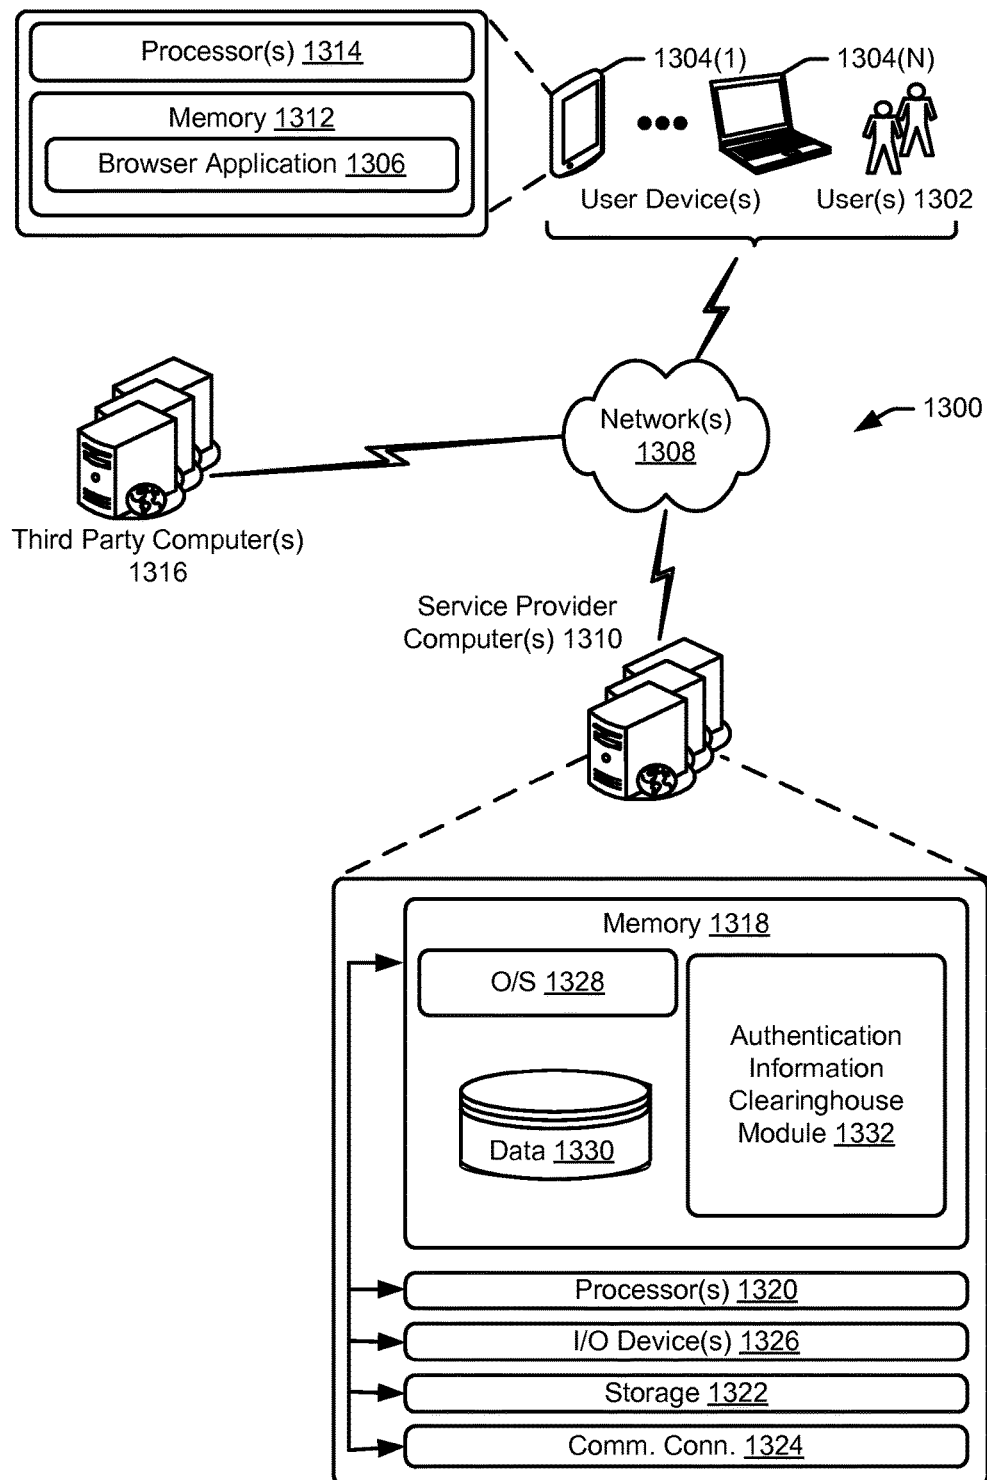 Processor(s) 1314
Memory 1312
Browser Application 1306
1304(1)
1304(N)
User Device(s)
User(s) 1302
Network(s)
1308
1300
Third Party Computer(s)
1316
Service Provider
Computer(s) 1310
Memory 1318
O/S 1328
Data 1330
Authentication
Information
Clearinghouse
Module 1332
Processor(s) 1320
I/O Device(s) 1326
Storage 1322
Comm. Conn. 1324